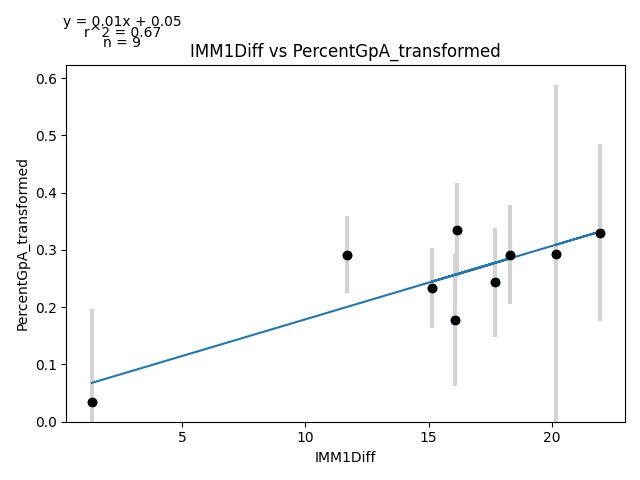 y = 0.01x + 0.05
r^2 = 0.67
n = 9
IMM1Diff vs PercentGpA_transformed
PercentGpA_transformed
0.6
0.5
0.4
0.3
0.2
0.1
0.0
5 10 15 20
IMM1Diff